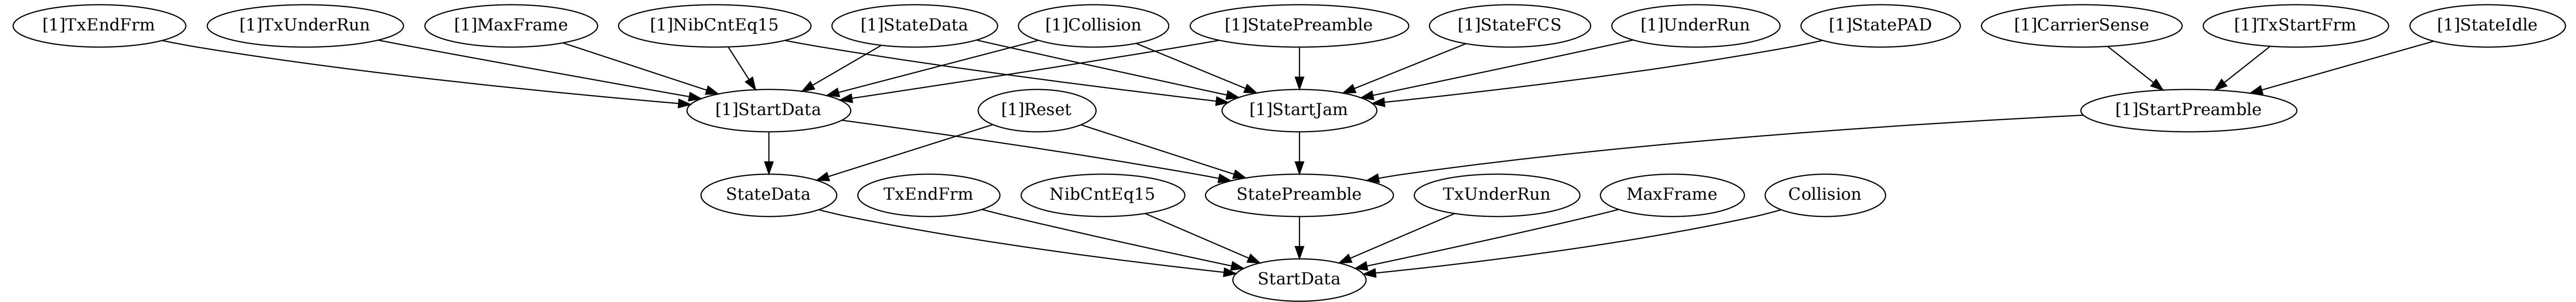 [1]TxEndFrm
[1]TxUnderRun
[1]MaxFrame
[1]NibCntEq15
[1]StateData
[1]Collision
[1]StatePreamble
[1]StateFCS
[1]UnderRun
[1]StatePAD
[1]CarrierSense
[1]TxStartFrm
[1]StateIdle
[1]StartData
[1]Reset
[1]StartJam
[1]StartPreamble
StateData
TxEndFrm
NibCntEq15
StatePreamble
TxUnderRun
MaxFrame
Collision
StartData